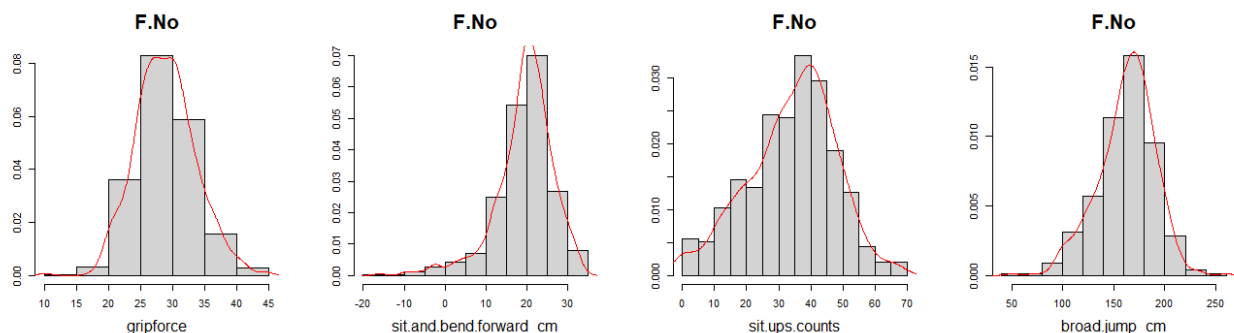 F.No
0.00 0.02 0.04 0.06 0.08
10 15 20 25 30 35 40 45
gripforce
F.No
0.00 0.01 0.02 0.03 0.04 0.05 0.06 0.07
-20 -10 0 10 20 30
sit.and.bend.forward_cm
F.No
0.000 0.010 0.020 0.030
0 10 20 30 40 50 60 70
sit.ups.counts
F.No
0.000 0.005 0.010 0.015
50 100 150 200 250
broad.jump_cm